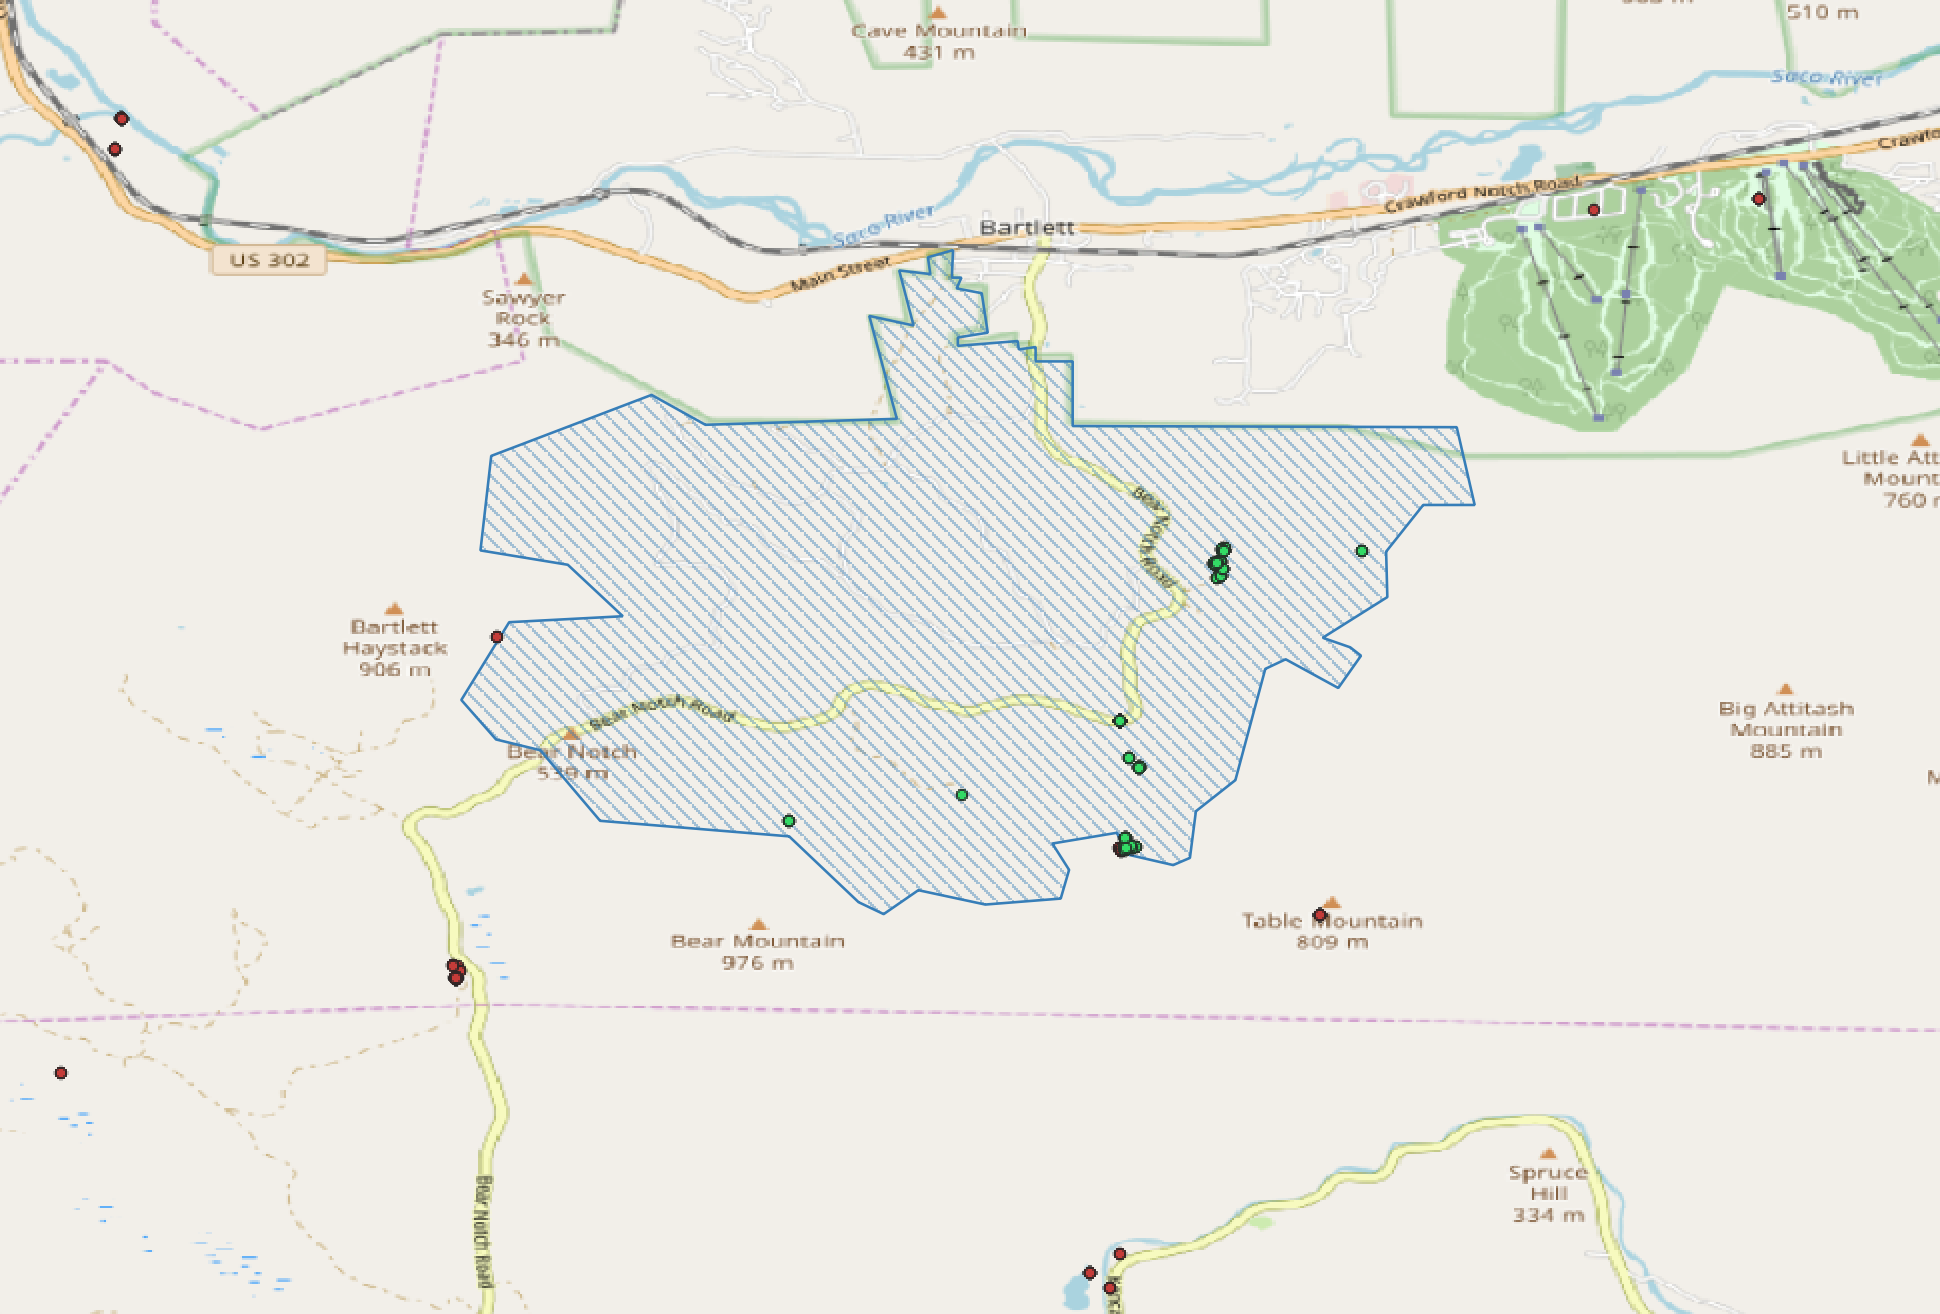 510 m
Cave Mountain
431 m
Saco River
Crawford Notch Road
Saco River
Bartlett
US 302
Main Street
Sawyer
Rock
346 m
Little Att
Mount
760 m
Bear Notch Road
Bartlett
Haystack
906 m
Bear Notch Road
Bear Notch
539 m
Big Attitash
Mountain
885 m
Bear Mountain
976 m
Table Mountain
809 m
Spruce
Hill
334 m
Bear Notch Road